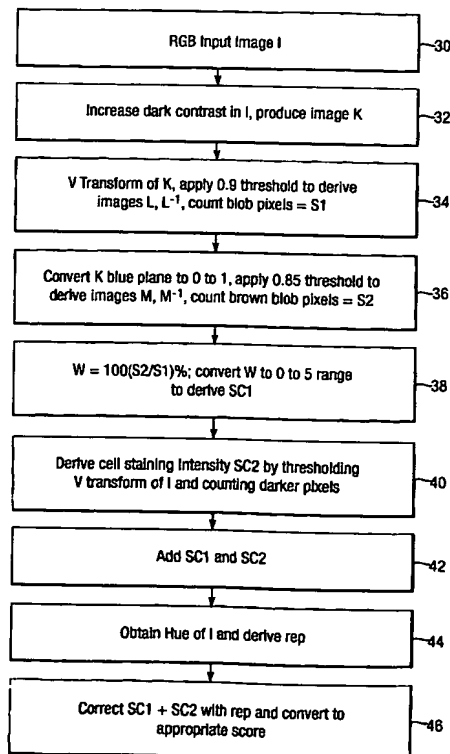 RGB Input Image I
30
Increase dark contrast in I, produce image K
32
V Transform of K, apply 0.9 threshold to derive
images L, L⁻¹, count blob pixels = S1
34
Convert K blue plane to 0 to 1, apply 0.85 threshold to
derive images M, M⁻¹, count brown blob pixels = S2
36
W = 100(S2/S1)%; convert W to 0 to 5 range
to derive SC1
38
Derive cell staining Intensity SC2 by thresholding
V transform of I and counting darker pixels
40
Add SC1 and SC2
42
Obtain Hue of I and derive rep
44
Correct SC1 + SC2 with rep and convert to
appropriate score
46